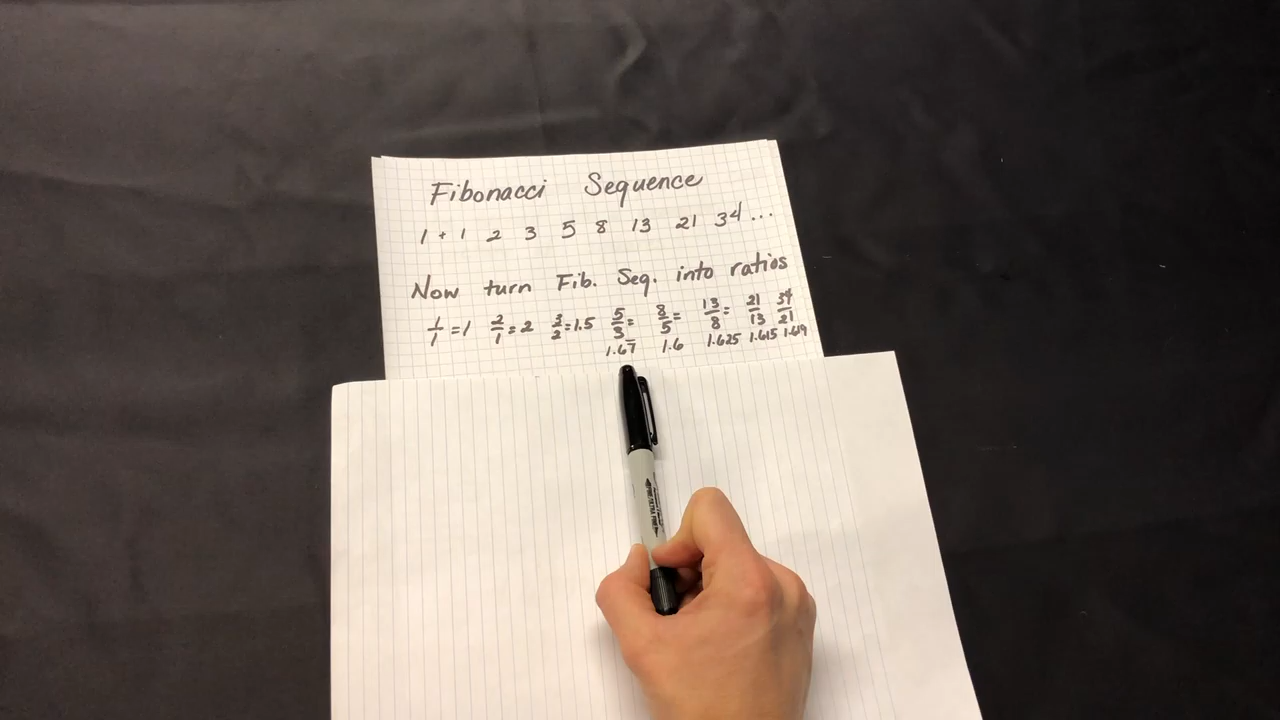 Fibonacci Sequence
1 + 1 2 3 5 8 13 21 34 ...
Now turn Fib. Seq. into ratios
1/1 = 1 2/1 = 2 3/2 = 1.5 5/3 = 8/5 = 13/8 = 21/13 34/21
1.67 1.6 1.625 1.615 1.619